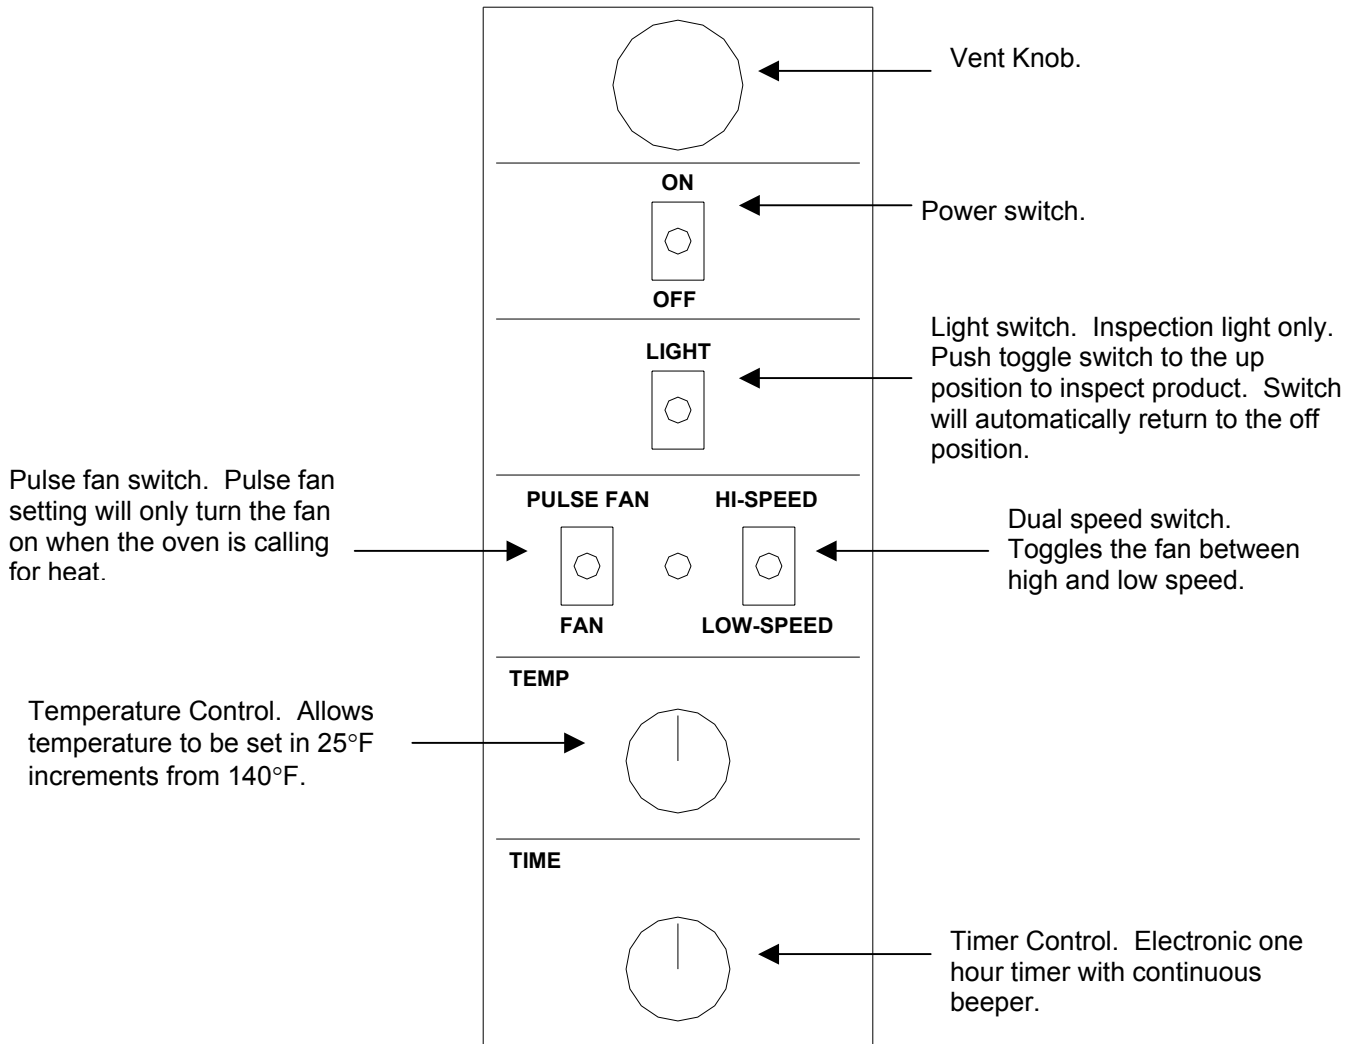 Vent Knob.
ON
Power switch.
OFF
Light switch.  Inspection light only.
Push toggle switch to the up
position to inspect product.  Switch
will automatically return to the off
position.
LIGHT
Pulse fan switch.  Pulse fan
setting will only turn the fan
on when the oven is calling
for heat.
PULSE FAN
HI-SPEED
FAN
LOW-SPEED
Dual speed switch.
Toggles the fan between
high and low speed.
TEMP
Temperature Control.  Allows
temperature to be set in 25°F
increments from 140°F.
TIME
Timer Control.  Electronic one
hour timer with continuous
beeper.